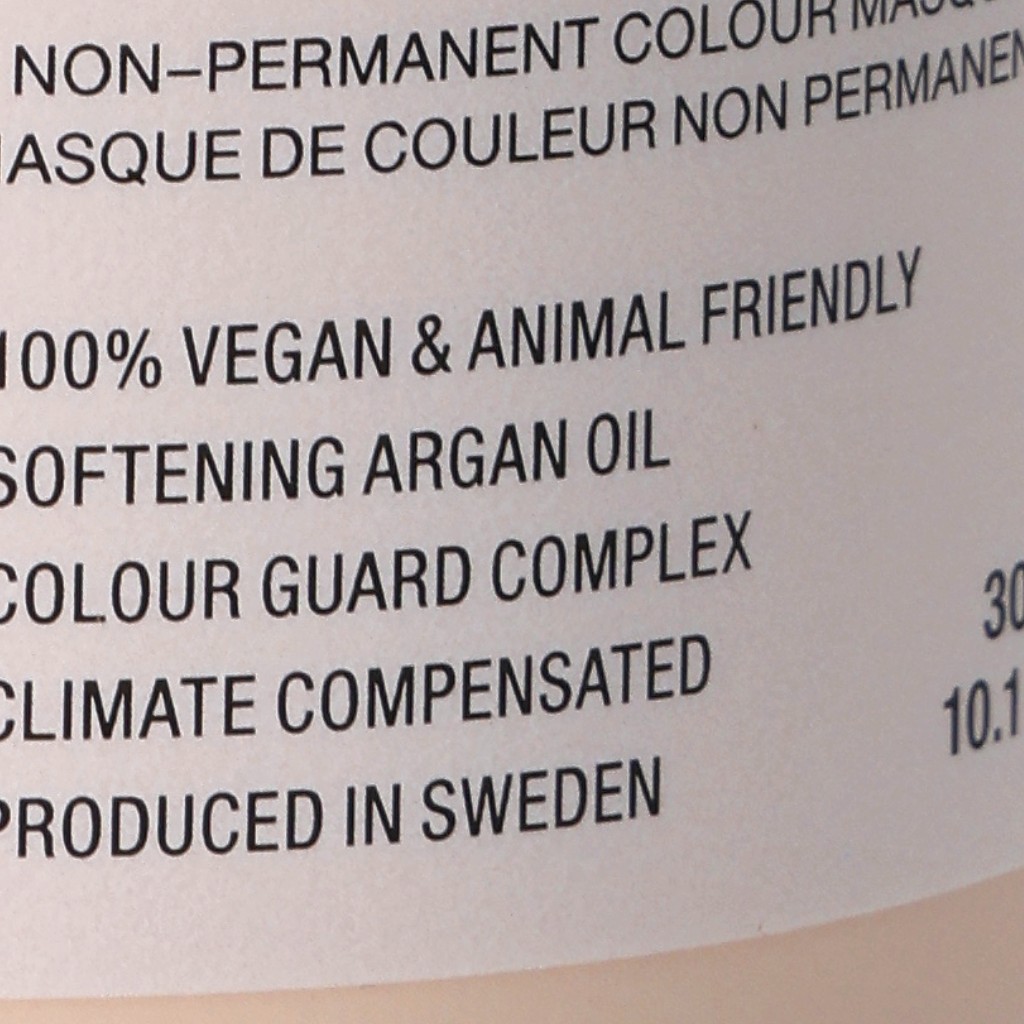 NON–PERMANENT COLOUR
DE COULEUR NON
100% VEGAN & ANIMAL FRIENDLY
SOFTENING ARGAN OIL
COLOUR GUARD COMPLEX
CLIMATE COMPENSATED
PRODUCED IN SWEDEN